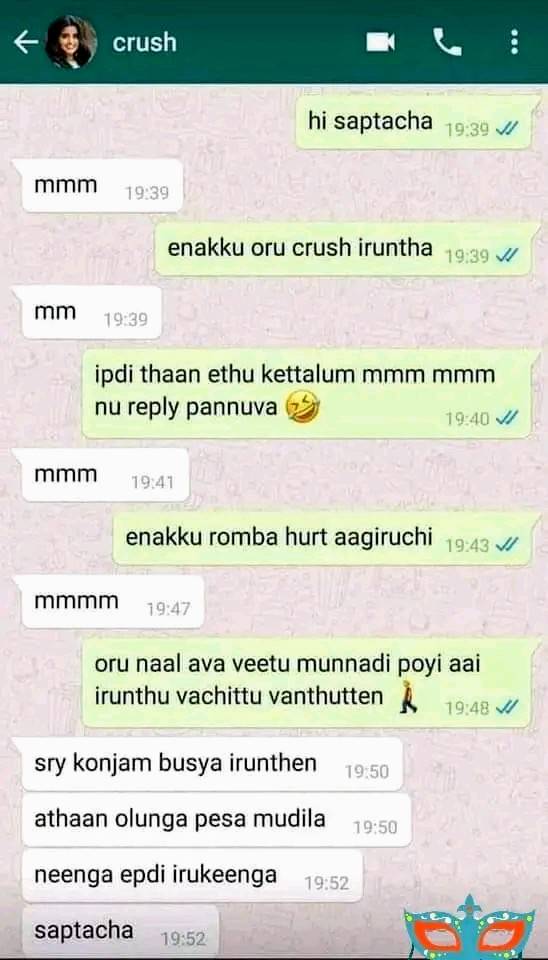 crush
hi saptacha 19:39
mmm 19:39
enakku oru crush iruntha 19:39
mm 19:39
ipdi thaan ethu kettalum mmm mmm
nu reply pannuva 🤣 19:40
mmm 19:41
enakku romba hurt aagiruchi 19:43
mmmm 19:47
oru naal ava veetu munnadi poyi aai
irunthu vachittu vanthutten 🚶 19:48
sry konjam busya irunthen 19:50
athaan olunga pesa mudila 19:50
neenga epdi irukeenga 19:52
saptacha 19:52